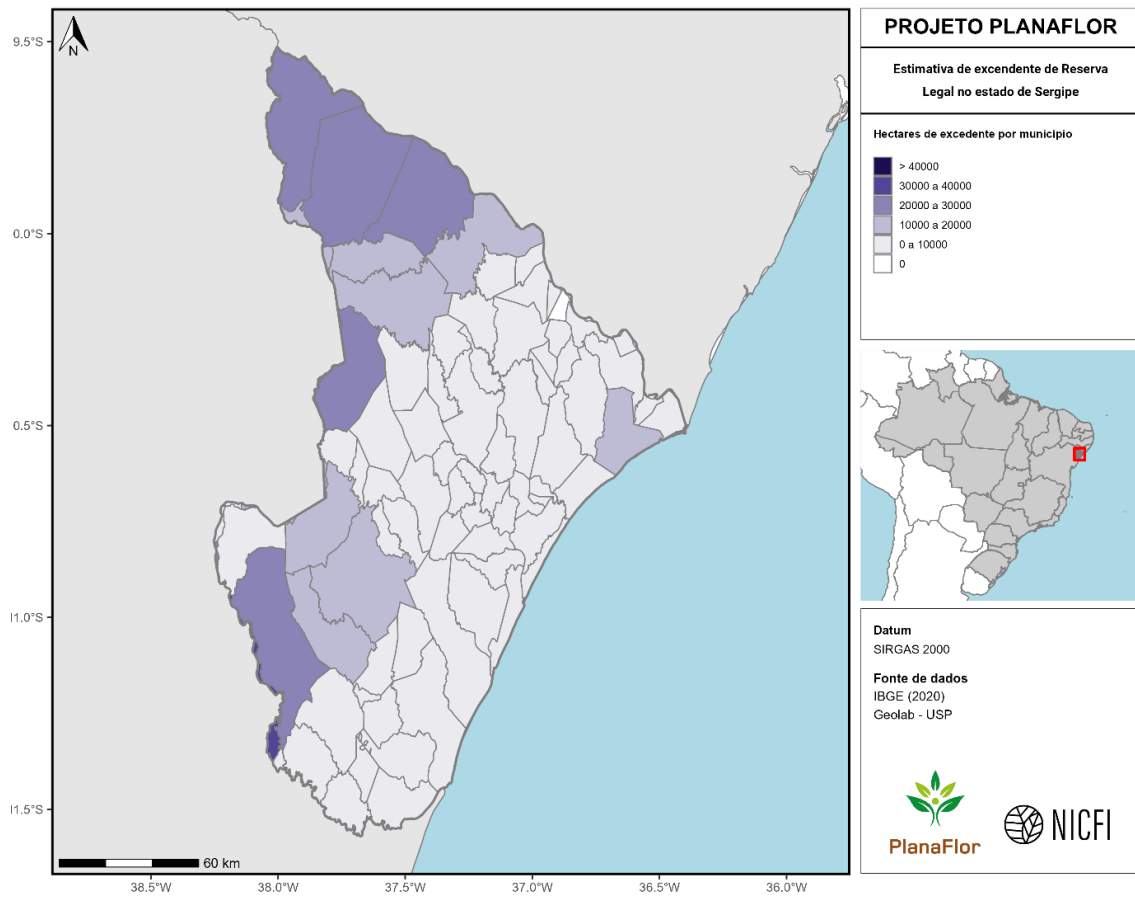 N
9.5°S
0.0°S
0.5°S
11.0°S
11.5°S
60 km
38.5°W
38.0°W
37.5°W
37.0°W
36.5°W
36.0°W
PROJETO PLANAFLOR
Estimativa de excendente de Reserva
Legal no estado de Sergipe
Hectares de excedente por município
> 40000
30000 a 40000
20000 a 30000
10000 a 20000
0 a 10000
0
Datum
SIRGAS 2000
Fonte de dados
IBGE (2020)
Geolab - USP
PlanaFlor
NICFI